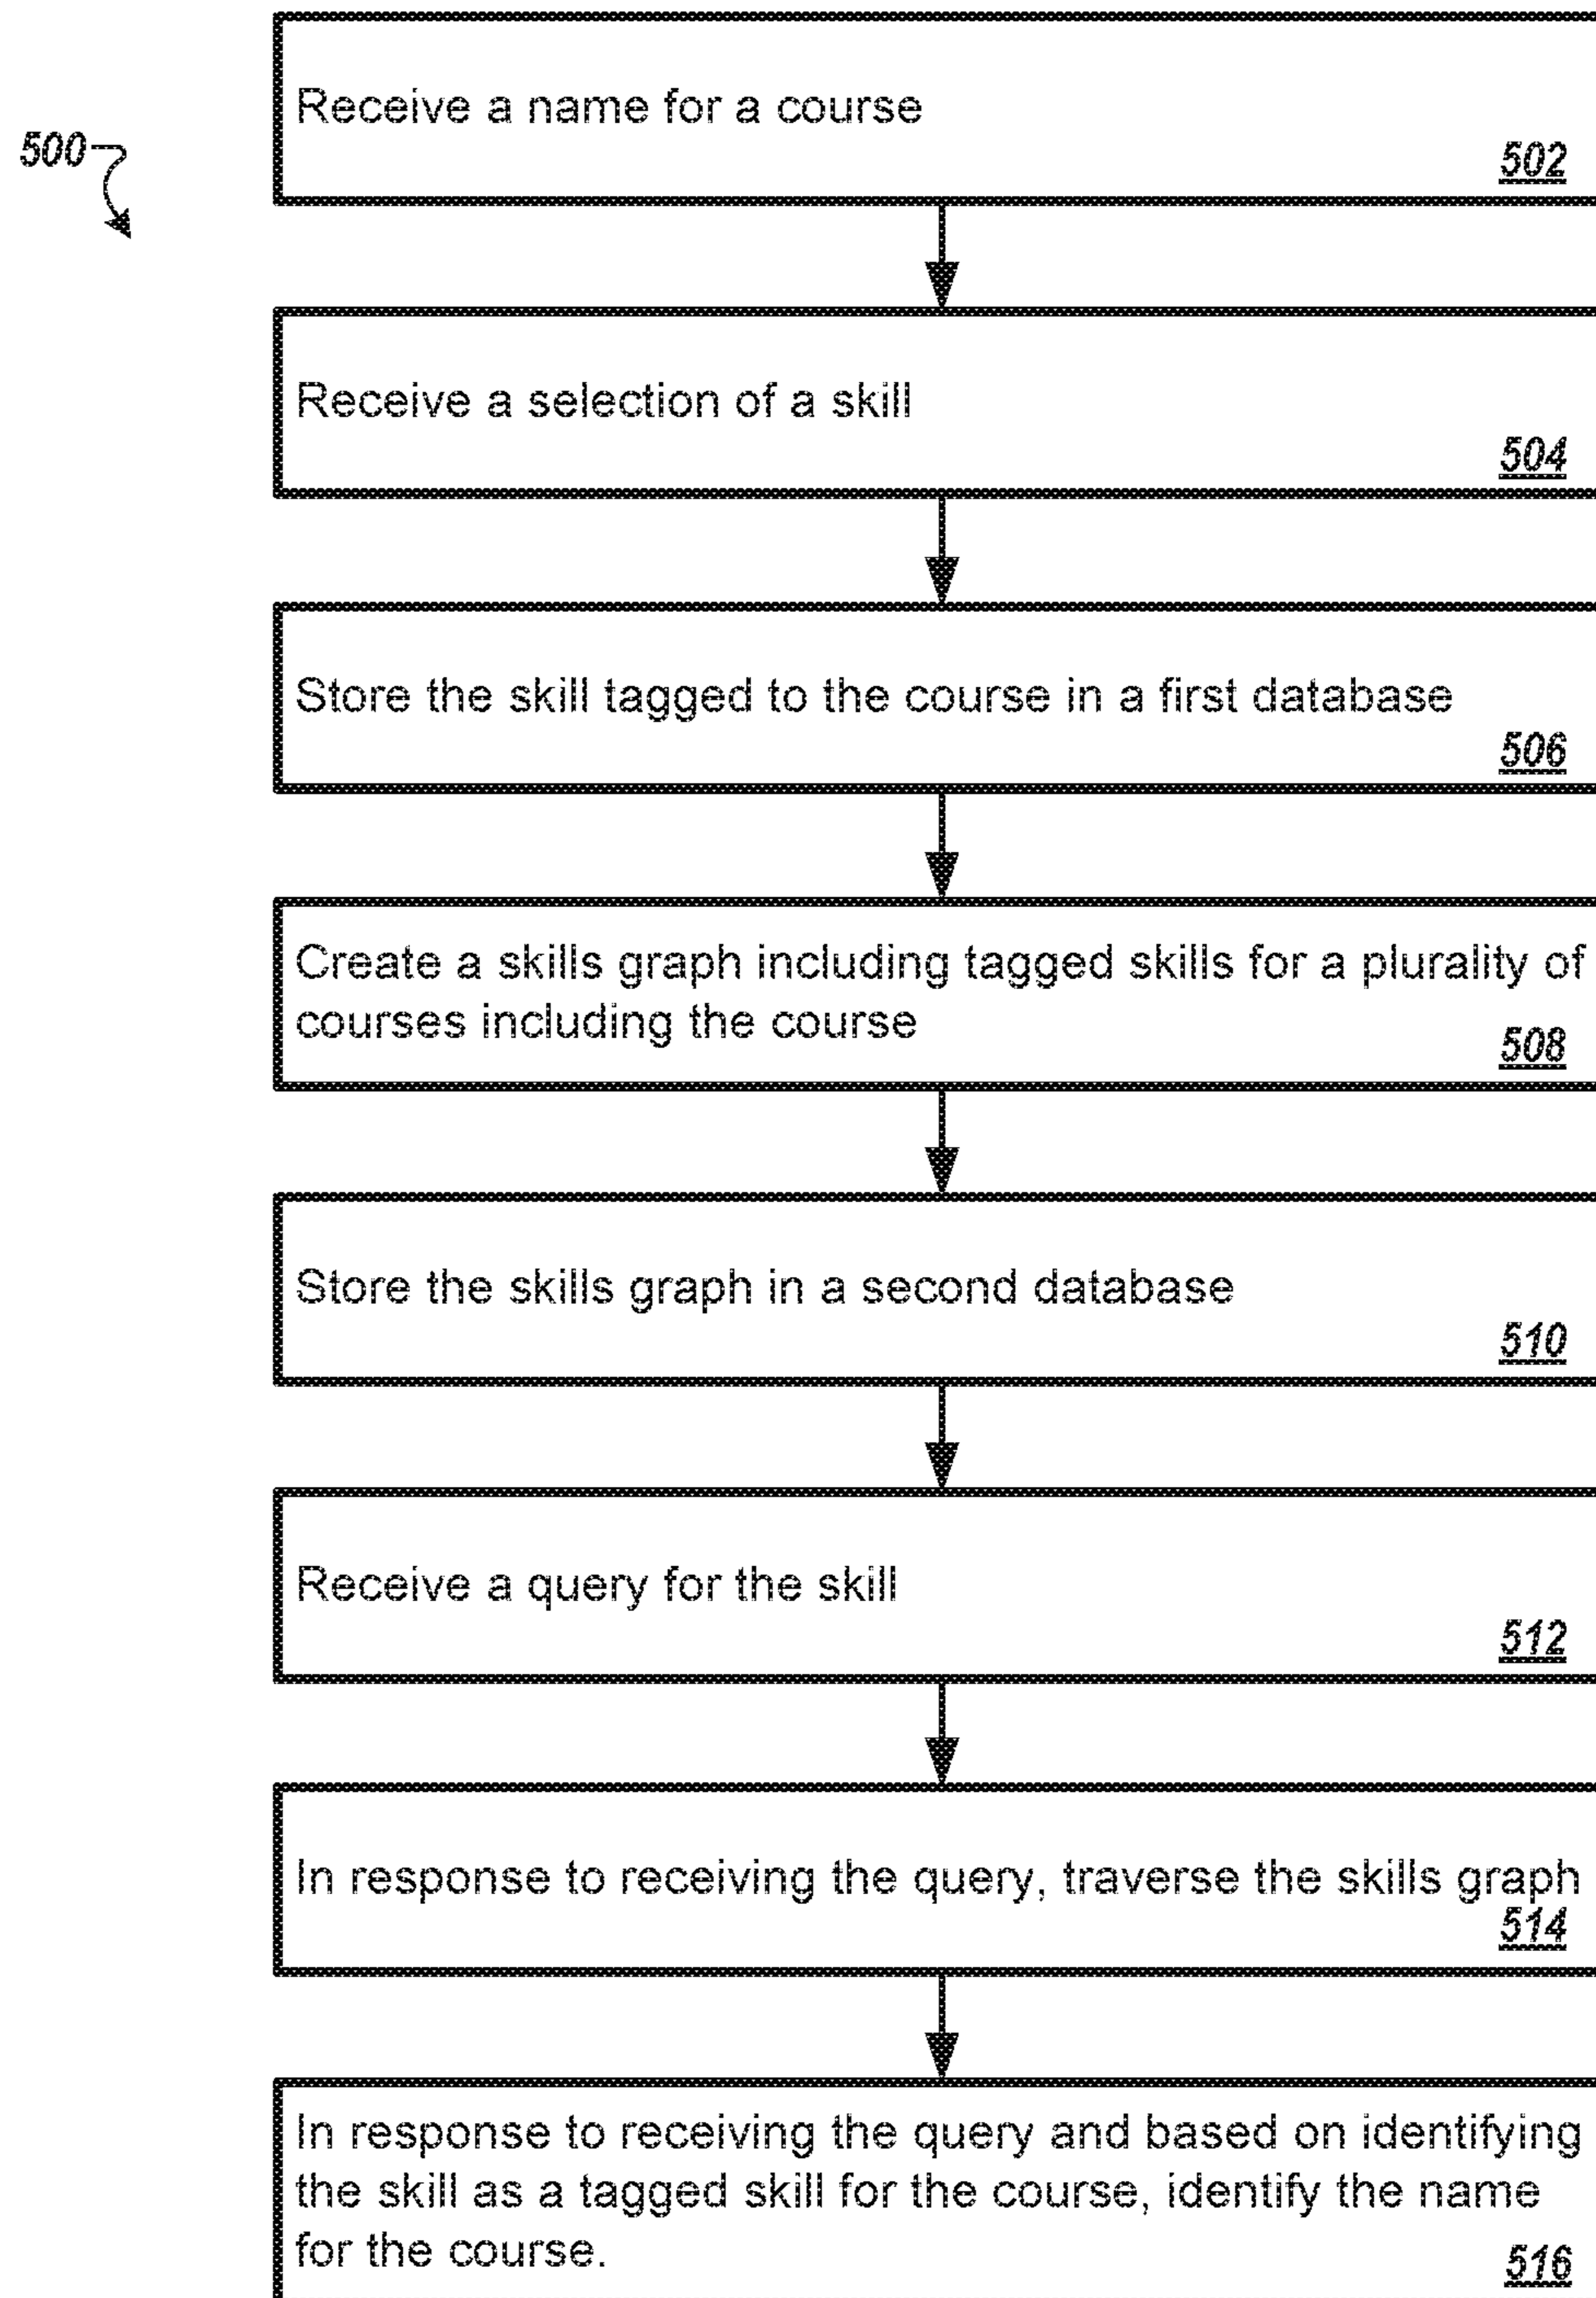 Receive a name for a course
500
502
Receive a selection of a skill
504
Store the skill tagged to the course in a first database
506
Create a skills graph including tagged skills for a plurality of
courses including the course
508
Store the skills graph in a second database
510
Receive a query for the skill
512
In response to receiving the query, traverse the skills graph
514
In response to receiving the query and based on identifying
the skill as a tagged skill for the course, identify the name
for the course.
516